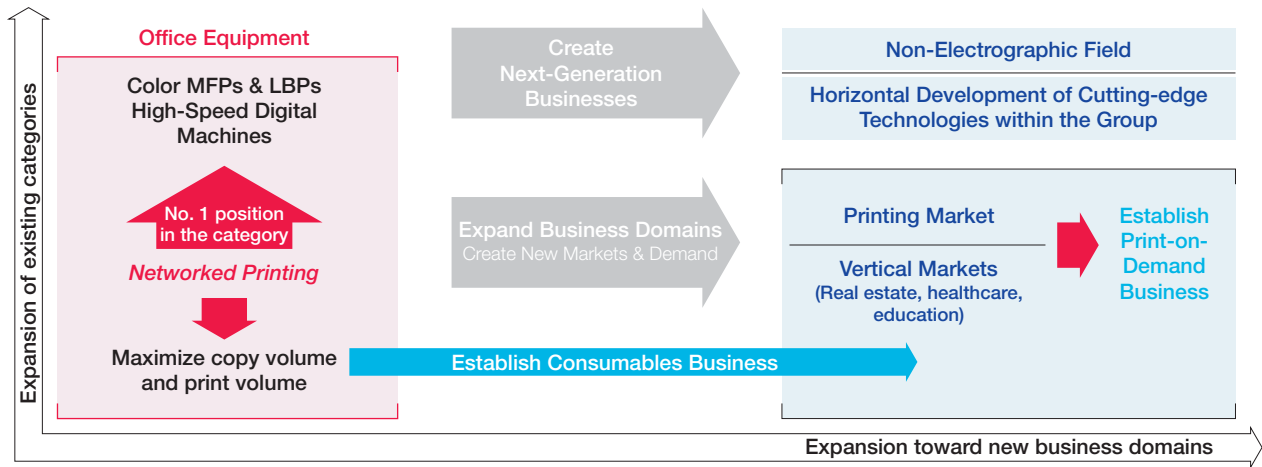 Expansion of existing categories
Office Equipment
Color MFPs & LBPs
High-Speed Digital
Machines
No. 1 position
in the category
Networked Printing
Maximize copy volume
and print volume
Create
Next-Generation
Businesses
Expand Business Domains
Create New Markets & Demand
Establish Consumables Business
Non-Electrographic Field
Horizontal Development of Cutting-edge
Technologies within the Group
Printing Market
Vertical Markets
(Real estate, healthcare,
education)
Establish
Print-on-
Demand
Business
Expansion toward new business domains